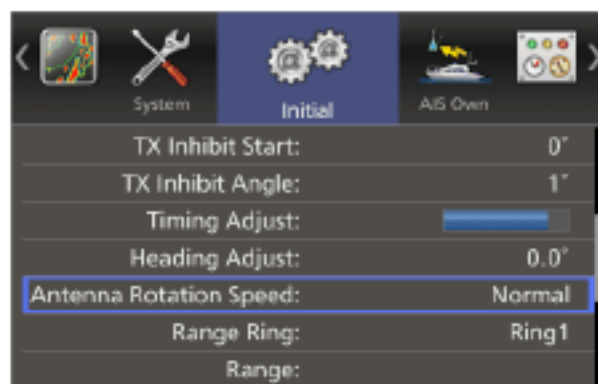 System
Initial
AIS Own
TX Inhibit Start: 0°
TX Inhibit Angle: 1°
Timing Adjust:
Heading Adjust: 0.0°
Antenna Rotation Speed: Normal
Range Ring: Ring1
Range: